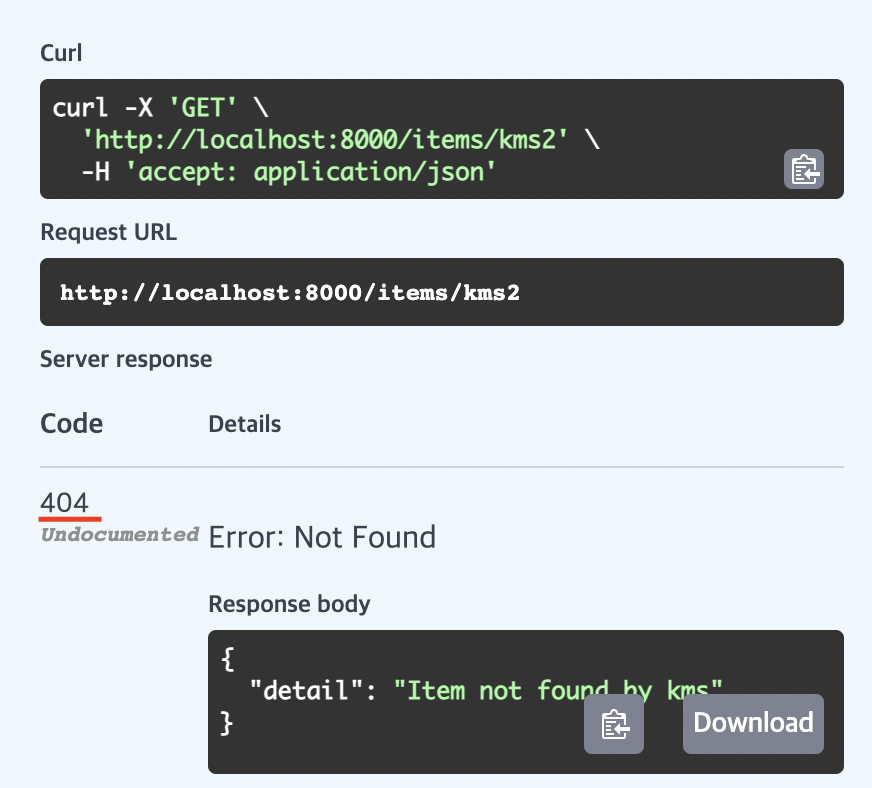 Curl
curl -X 'GET' \
'http://localhost:8000/items/kms2' \
-H 'accept: application/json'
Request URL
http://localhost:8000/items/kms2
Server response
Code Details
404
Undocumented Error: Not Found
Response body
{
"detail": "Item not found by kms"
}
Download